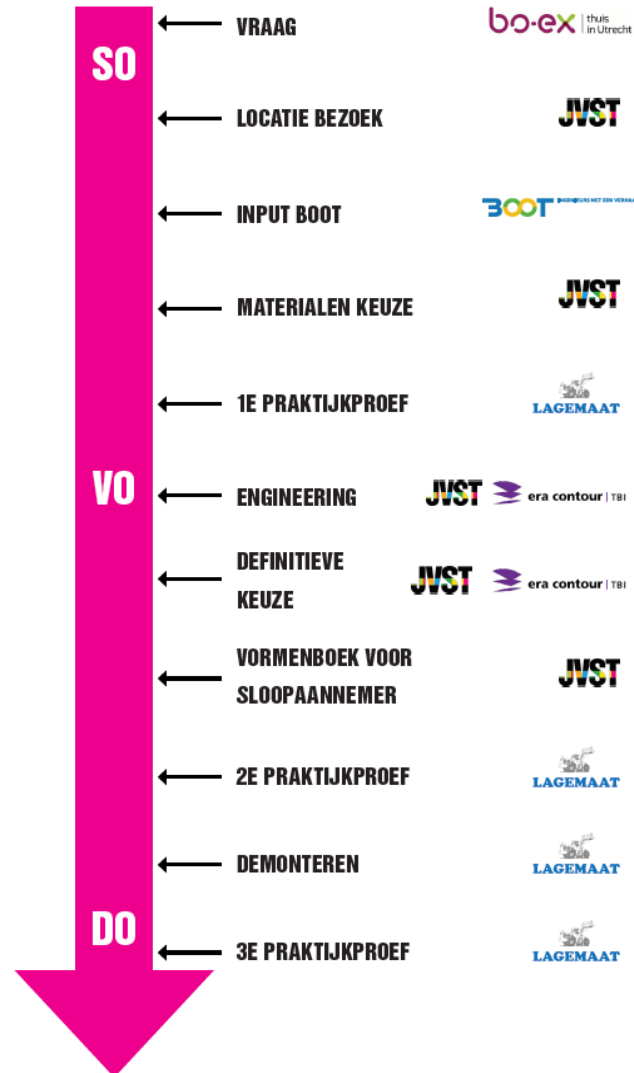 SO
VRAAG
bo-ex thuis in Utrecht
LOCATIE BEZOEK
JVST
INPUT BOOT
BOOT
MATERIALEN KEUZE
JVST
1E PRAKTIJKPROEF
LAGEMAAT
VO
ENGINEERING
JVST era contour | TBI
DEFINITIEVE
KEUZE
JVST era contour | TBI
VORMENBOEK VOOR
SLOOPAANNEMER
JVST
2E PRAKTIJKPROEF
LAGEMAAT
DEMONTEREN
LAGEMAAT
DO
3E PRAKTIJKPROEF
LAGEMAAT